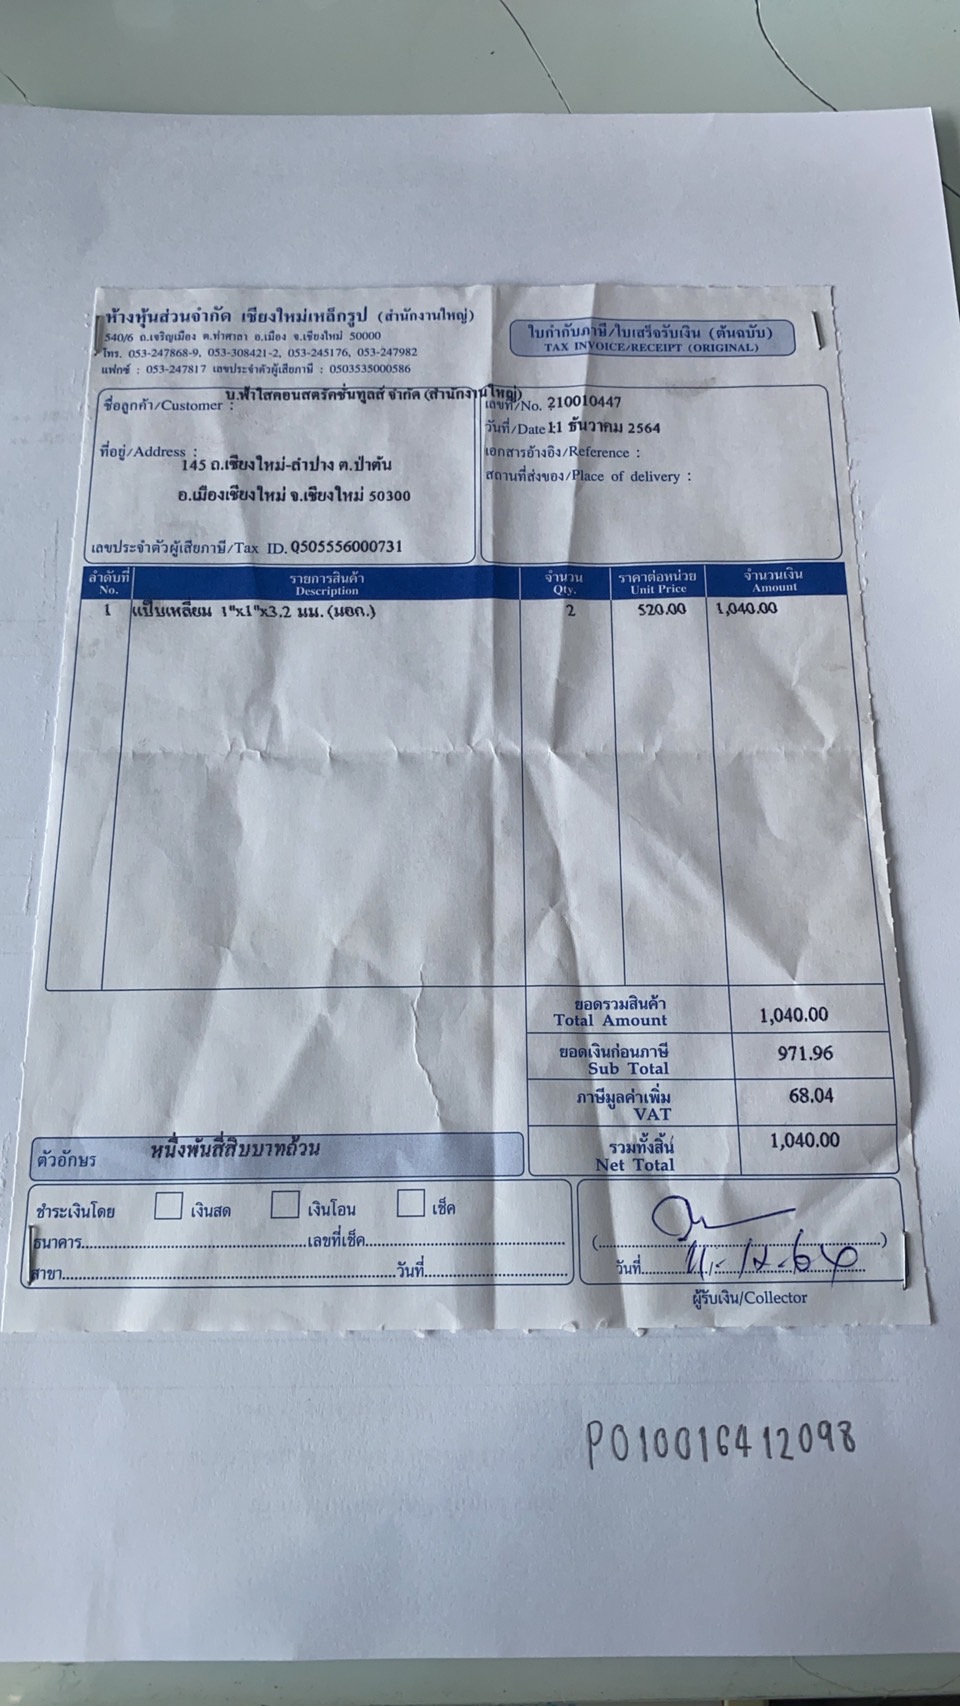 ห้างหุ้นส่วนจำกัด เชียงใหม่เหล็กรูป (สำนักงานใหญ่)
540/6 ถ.เจริญเมือง ต.ท่าศาลา อ.เมือง จ.เชียงใหม่ 50000
โทร. 053-247868-9, 053-308421-2, 053-245176, 053-247982
แฟกซ์ : 053-247817 เลขประจำตัวผู้เสียภาษี : 0503535000586
ใบกำกับภาษี/ใบเสร็จรับเงิน (ต้นฉบับ)
TAX INVOICE/RECEIPT (ORIGINAL)
ชื่อลูกค้า/Customer : บ.ฟ้าใสคอนสตรัคชั่นทูลส์ จำกัด (สำนักงานใหญ่)
ที่อยู่/Address :
145 ถ.เชียงใหม่-ลำปาง ต.ป่าตัน
อ.เมืองเชียงใหม่ จ.เชียงใหม่ 50300
เลขประจำตัวผู้เสียภาษี/Tax ID. 0505556000731
เลขที่/No. 210010447
วันที่/Date 11 ธันวาคม 2564
เอกสารอ้างอิง/Reference :
สถานที่ส่งของ/Place of delivery :
ลำดับที่ รายการสินค้า จำนวน ราคาต่อหน่วย จำนวนเงิน
No. Description Qty. Unit Price Amount
1 แป๊บเหลี่ยม 1"x1"x3.2 มม. (มอก.) 2 520.00 1,040.00
ยอดรวมสินค้า
Total Amount 1,040.00
ยอดเงินก่อนภาษี
Sub Total 971.96
ภาษีมูลค่าเพิ่ม
VAT 68.04
ตัวอักษร หนึ่งพันสี่สิบบาทถ้วน
รวมทั้งสิ้น
Net Total 1,040.00
ชำระเงินโดย เงินสด เงินโอน เช็ค
ธนาคาร เลขที่เช็ค
สาขา วันที่
วันที่ 11-12-64
ผู้รับเงิน/Collector
PO10016412098